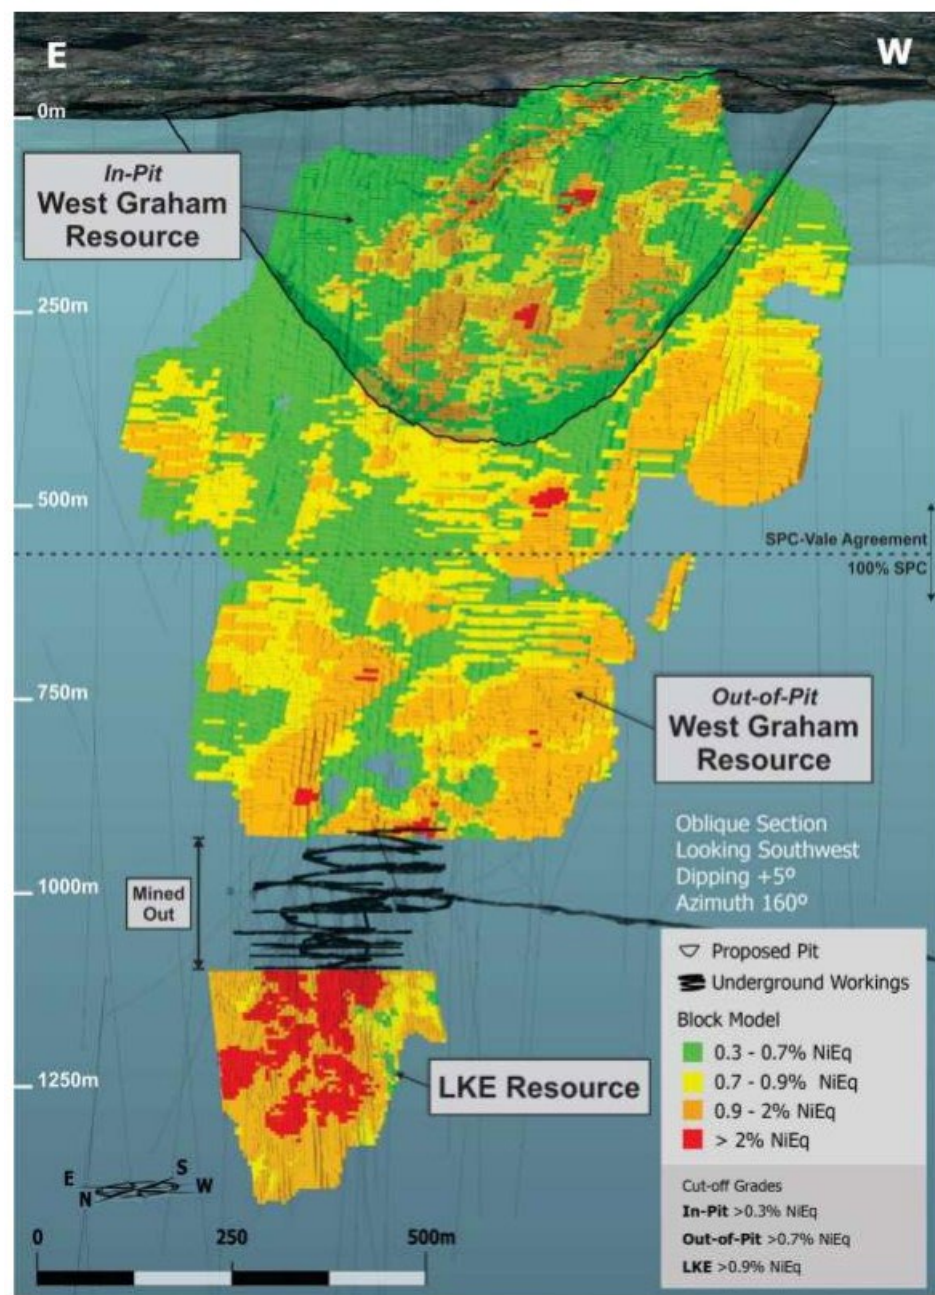 E
W
0m
In-Pit
West Graham
Resource
250m
500m
SPC-Vale Agreement
100% SPC
750m
Out-of-Pit
West Graham
Resource
Oblique Section
Looking Southwest
Dipping +5º
Azimuth 160º
1000m
Mined
Out
Proposed Pit
Underground Workings
Block Model
0.3 - 0.7% NiEq
0.7 - 0.9% NiEq
0.9 - 2% NiEq
> 2% NiEq
1250m
LKE Resource
Cut-off Grades
In-Pit >0.3% NiEq
Out-of-Pit >0.7% NiEq
LKE >0.9% NiEq
E
S
N
W
0
250
500m